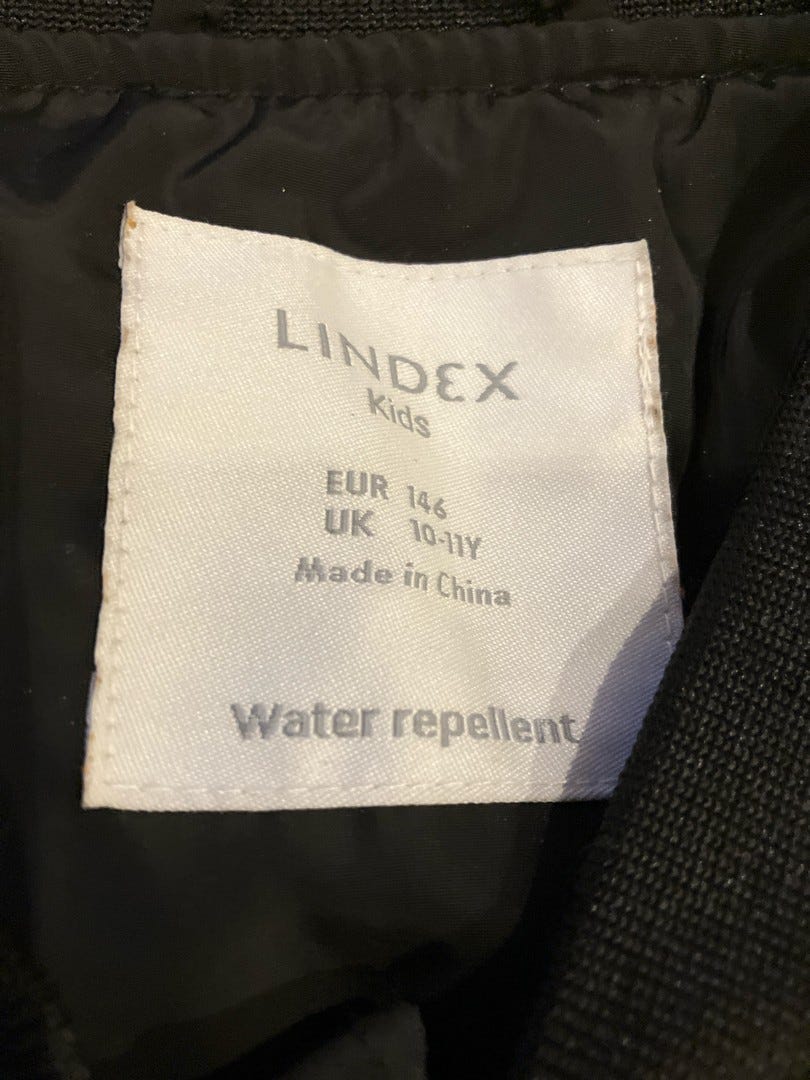 LINDEX
Kids
EUR 146
UK 10-11Y
Made in China
Water repellent